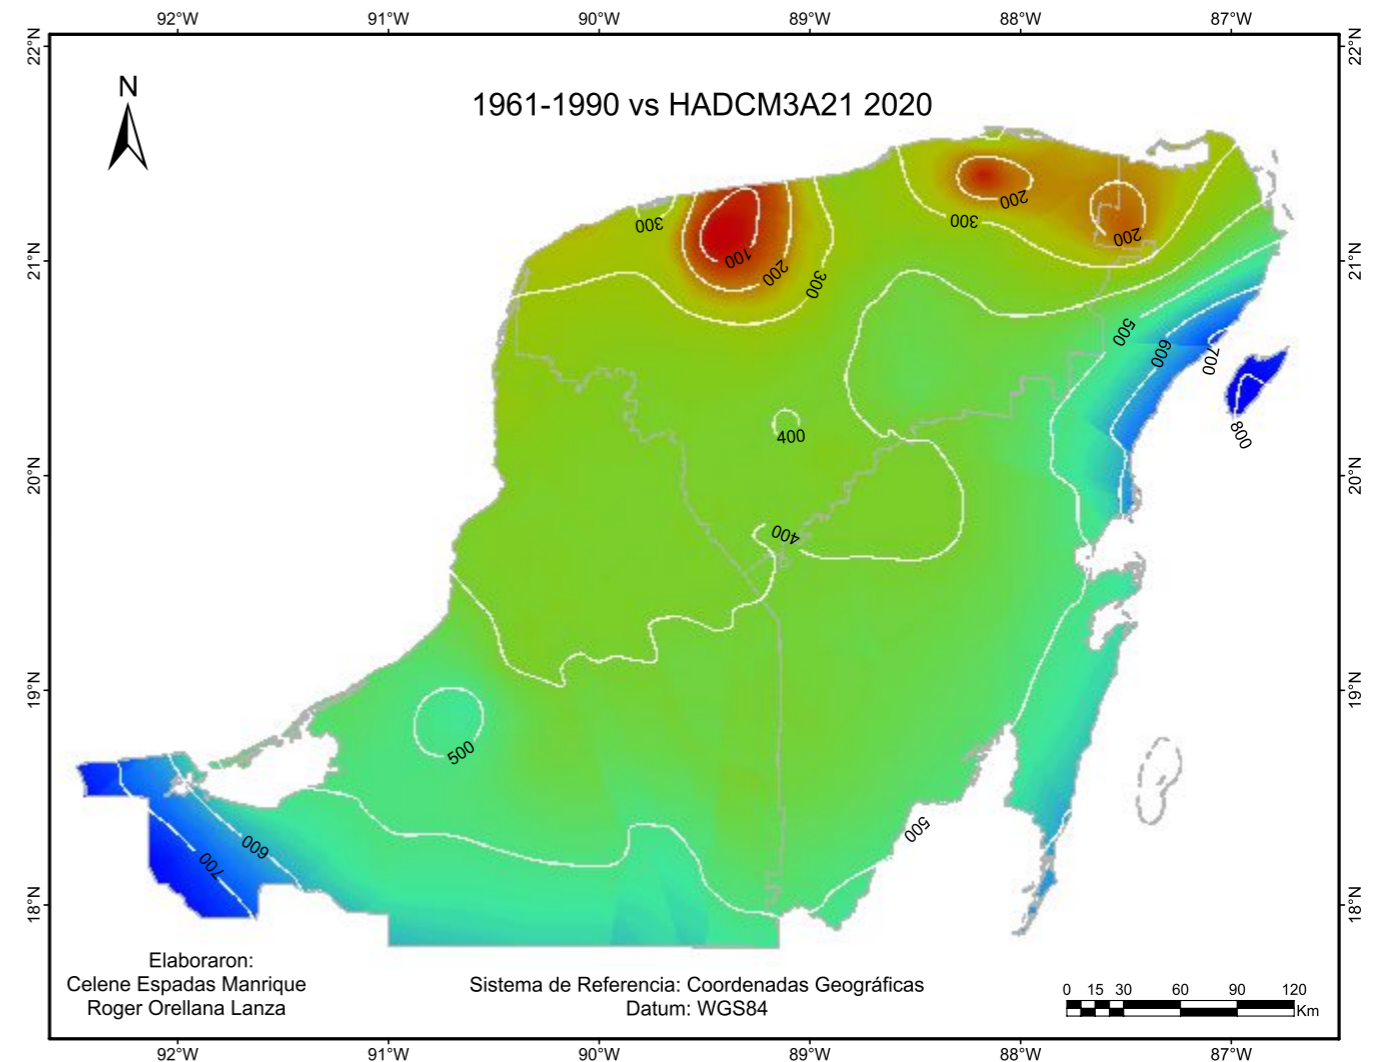 92°W 91°W 90°W 89°W 88°W 87°W
22°N 22°N
N
1961-1990 vs HADCM3A21 2020
300
200
300
200
100
200
300
21°N 21°N
500
600
700
400
800
20°N 20°N
400
19°N 19°N
500
500
600
700
18°N 18°N
Elaboraron:
Celene Espadas Manrique
Roger Orellana Lanza
Sistema de Referencia: Coordenadas Geográficas
Datum: WGS84
0 15 30 60 90 120
Km
92°W 91°W 90°W 89°W 88°W 87°W